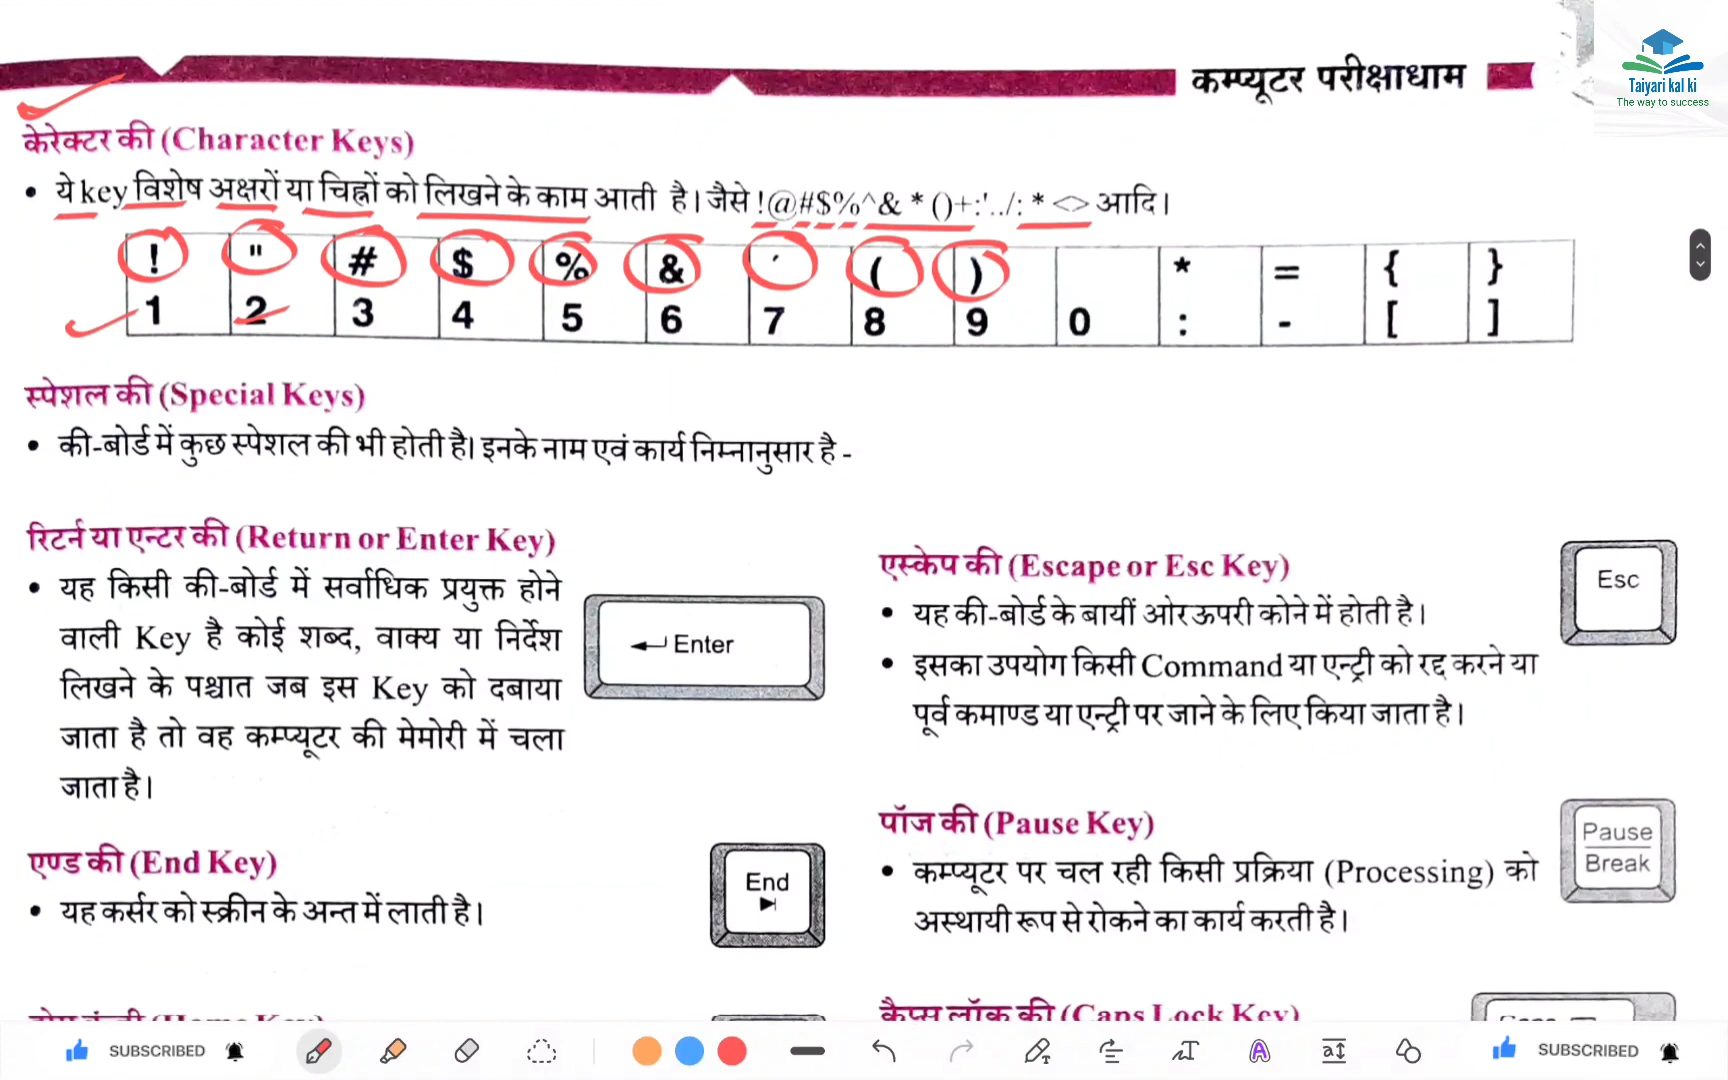 कम्प्यूटर परीक्षाधाम
Taiyari kal ki
The way to success
केरेक्टर की (Character Keys)
• ये key विशेष अक्षरों या चिह्नों को लिखने के काम आती है। जैसे !@#$%^& * ()+:'../: * <> आदि।
! " # $ % & ' ( ) * = { }
1 2 3 4 5 6 7 8 9 0 : - [ ]
स्पेशल की (Special Keys)
• की-बोर्ड में कुछ स्पेशल की भी होती है। इनके नाम एवं कार्य निम्नानुसार है -
रिटर्न या एन्टर की (Return or Enter Key)
• यह किसी की-बोर्ड में सर्वाधिक प्रयुक्त होने
वाली Key है कोई शब्द, वाक्य या निर्देश
लिखने के पश्चात जब इस Key को दबाया
जाता है तो वह कम्प्यूटर की मेमोरी में चला
जाता है।
Enter
एण्ड की (End Key)
• यह कर्सर को स्क्रीन के अन्त में लाती है।
End
एस्केप की (Escape or Esc Key)
• यह की-बोर्ड के बायीं ओर ऊपरी कोने में होती है।
• इसका उपयोग किसी Command या एन्ट्री को रद्द करने या
पूर्व कमाण्ड या एन्ट्री पर जाने के लिए किया जाता है।
Esc
पॉज की (Pause Key)
• कम्प्यूटर पर चल रही किसी प्रक्रिया (Processing) को
अस्थायी रूप से रोकने का कार्य करती है।
Pause
Break
कैप्स लॉक की (Caps Lock Key)
SUBSCRIBED
SUBSCRIBED